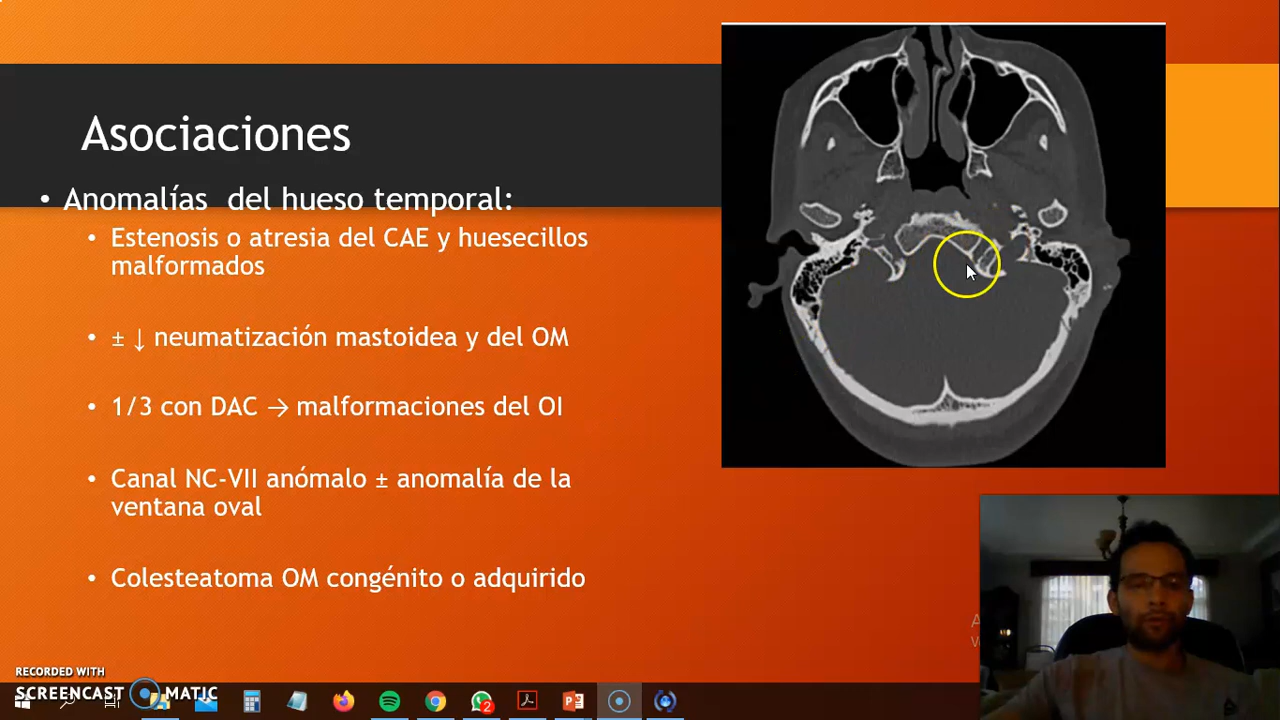 Asociaciones
• Anomalías del hueso temporal:
• Estenosis o atresia del CAE y huesecillos
malformados
• ± ↓ neumatización mastoidea y del OM
• 1/3 con DAC → malformaciones del OI
• Canal NC-VII anómalo ± anomalía de la
ventana oval
• Colesteatoma OM congénito o adquirido
RECORDED WITH
SCREENCAST MATIC
2